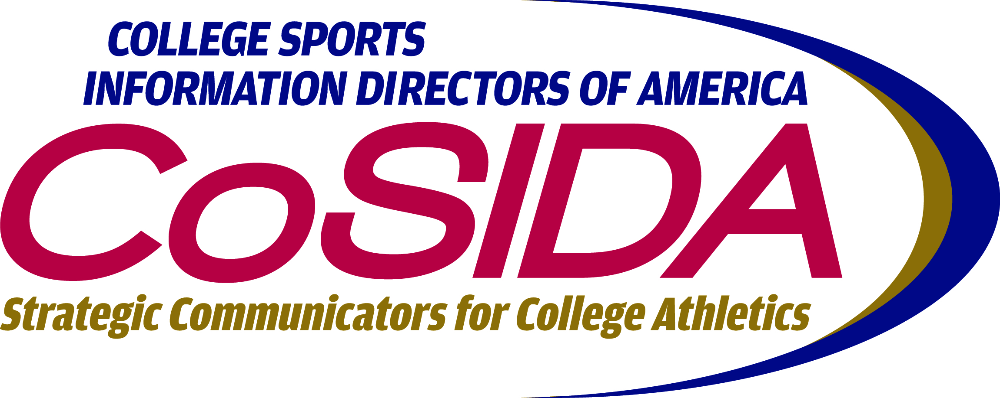 COLLEGE SPORTS
INFORMATION DIRECTORS OF AMERICA
CoSIDA
Strategic Communicators for College Athletics